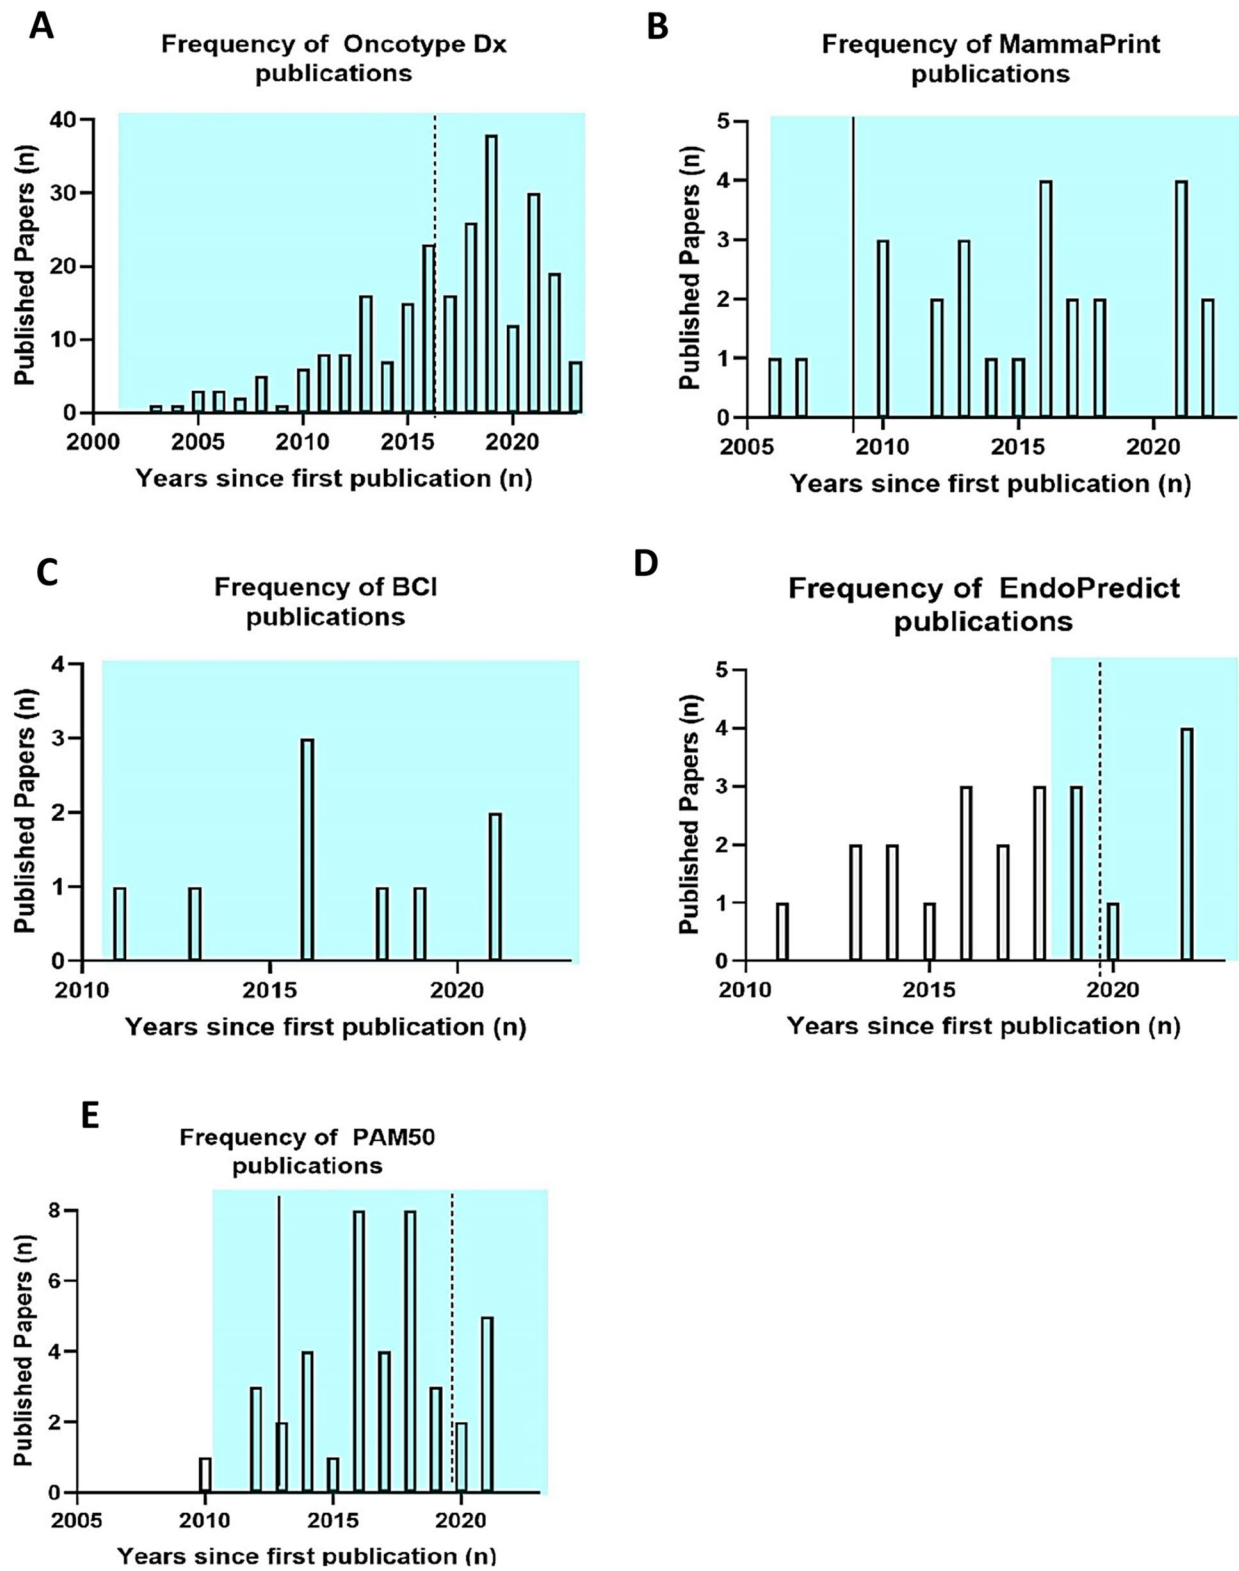 A
Frequency of Oncotype Dx
publications
Published Papers (n)
40
30
20
10
0
2000 2005 2010 2015 2020
Years since first publication (n)
B
Frequency of MammaPrint
publications
Published Papers (n)
5
4
3
2
1
0
2005 2010 2015 2020
Years since first publication (n)
C
Frequency of BCI
publications
Published Papers (n)
4
3
2
1
0
2010 2015 2020
Years since first publication (n)
D
Frequency of EndoPredict
publications
Published Papers (n)
5
4
3
2
1
0
2010 2015 2020
Years since first publication (n)
E
Frequency of PAM50
publications
Published Papers (n)
8
6
4
2
0
2005 2010 2015 2020
Years since first publication (n)